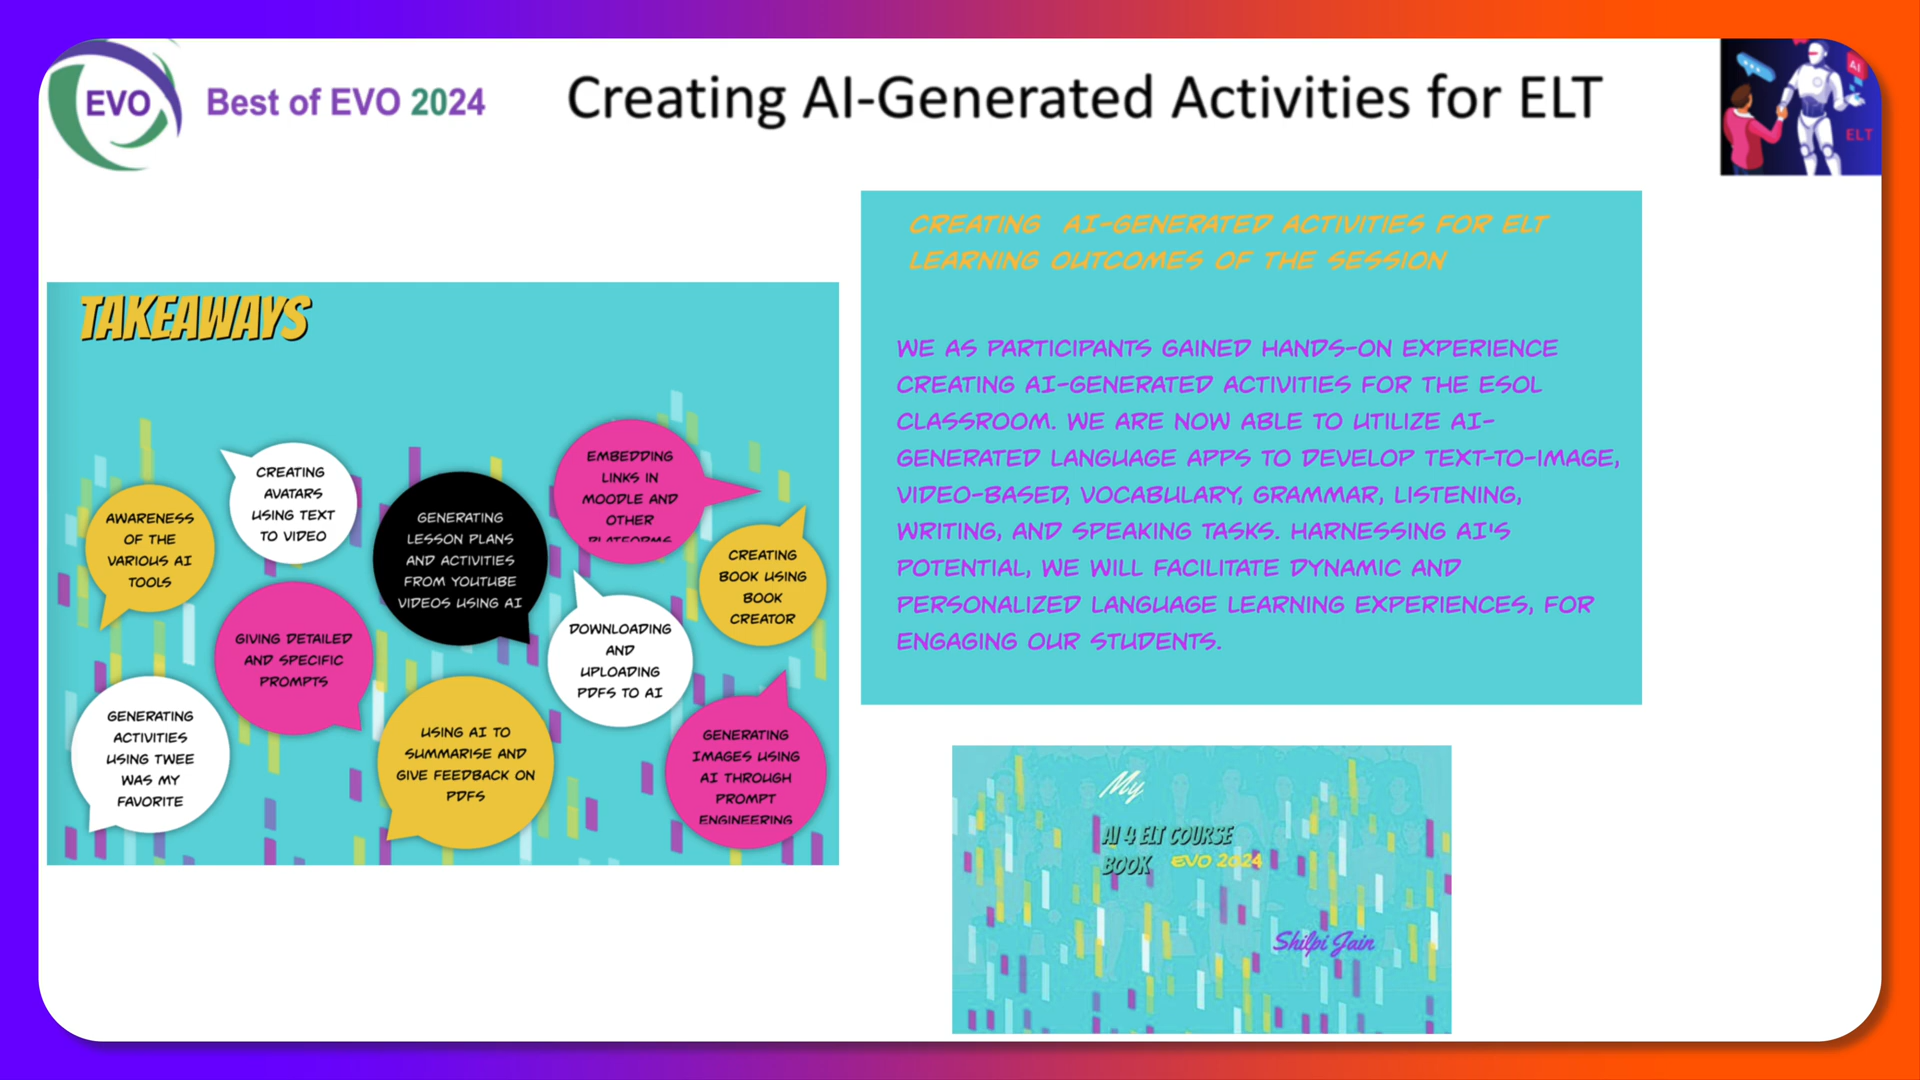 EVO
Best of EVO 2024
Creating AI-Generated Activities for ELT
AI
ELT
TAKEAWAYS
AWARENESS
OF THE
VARIOUS AI
TOOLS
CREATING
AVATARS
USING TEXT
TO VIDEO
GENERATING
LESSON PLANS
AND ACTIVITIES
FROM YOUTUBE
VIDEOS USING AI
EMBEDDING
LINKS IN
MOODLE AND
OTHER
PLATFORMS
CREATING
BOOK USING
BOOK
CREATOR
GIVING DETAILED
AND SPECIFIC
PROMPTS
DOWNLOADING
AND
UPLOADING
PDFS TO AI
GENERATING
ACTIVITIES
USING TWEE
WAS MY
FAVORITE
USING AI TO
SUMMARISE AND
GIVE FEEDBACK ON
PDFS
GENERATING
IMAGES USING
AI THROUGH
PROMPT
ENGINEERING
CREATING AI-GENERATED ACTIVITIES FOR ELT
LEARNING OUTCOMES OF THE SESSION
WE AS PARTICIPANTS GAINED HANDS-ON EXPERIENCE
CREATING AI-GENERATED ACTIVITIES FOR THE ESOL
CLASSROOM. WE ARE NOW ABLE TO UTILIZE AI-
GENERATED LANGUAGE APPS TO DEVELOP TEXT-TO-IMAGE,
VIDEO-BASED, VOCABULARY, GRAMMAR, LISTENING,
WRITING, AND SPEAKING TASKS. HARNESSING AI'S
POTENTIAL, WE WILL FACILITATE DYNAMIC AND
PERSONALIZED LANGUAGE LEARNING EXPERIENCES, FOR
ENGAGING OUR STUDENTS.
My
AI 4 ELT COURSE
BOOK EVO 2024
Shilpi Jain